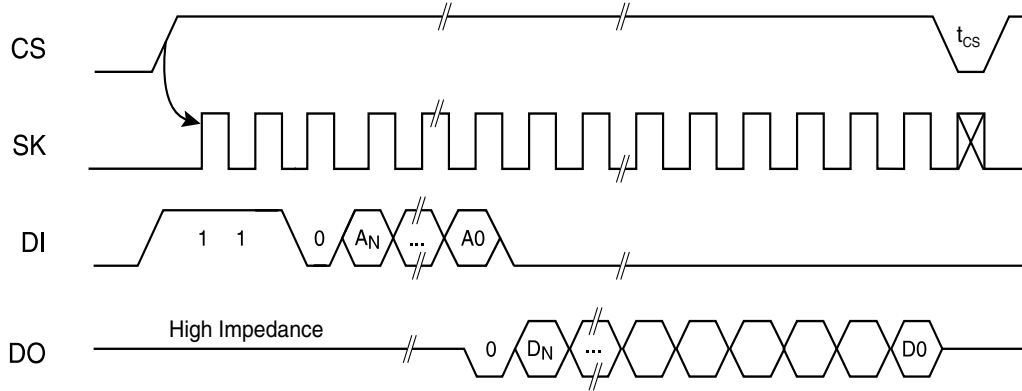 CS t_CS
SK
DI 1 1 0 A_N ... A0
High Impedance
DO 0 D_N ... D0